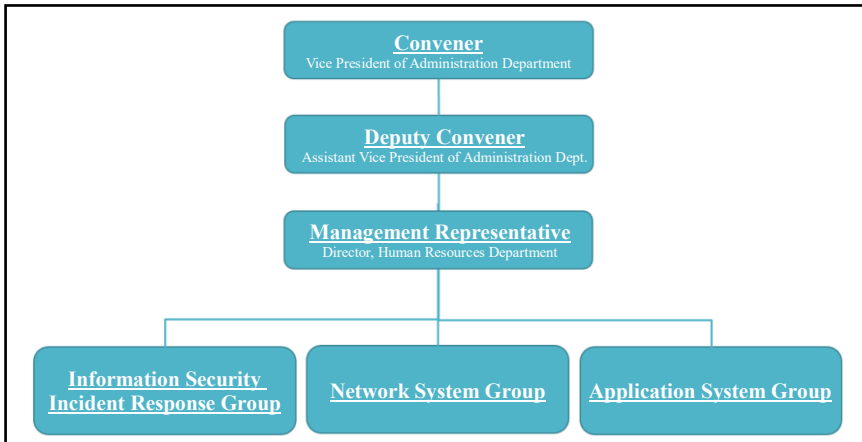 Convener
Vice President of Administration Department
Deputy Convener
Assistant Vice President of Administration Dept.
Management Representative
Director, Human Resources Department
Information Security
Incident Response Group
Network System Group
Application System Group